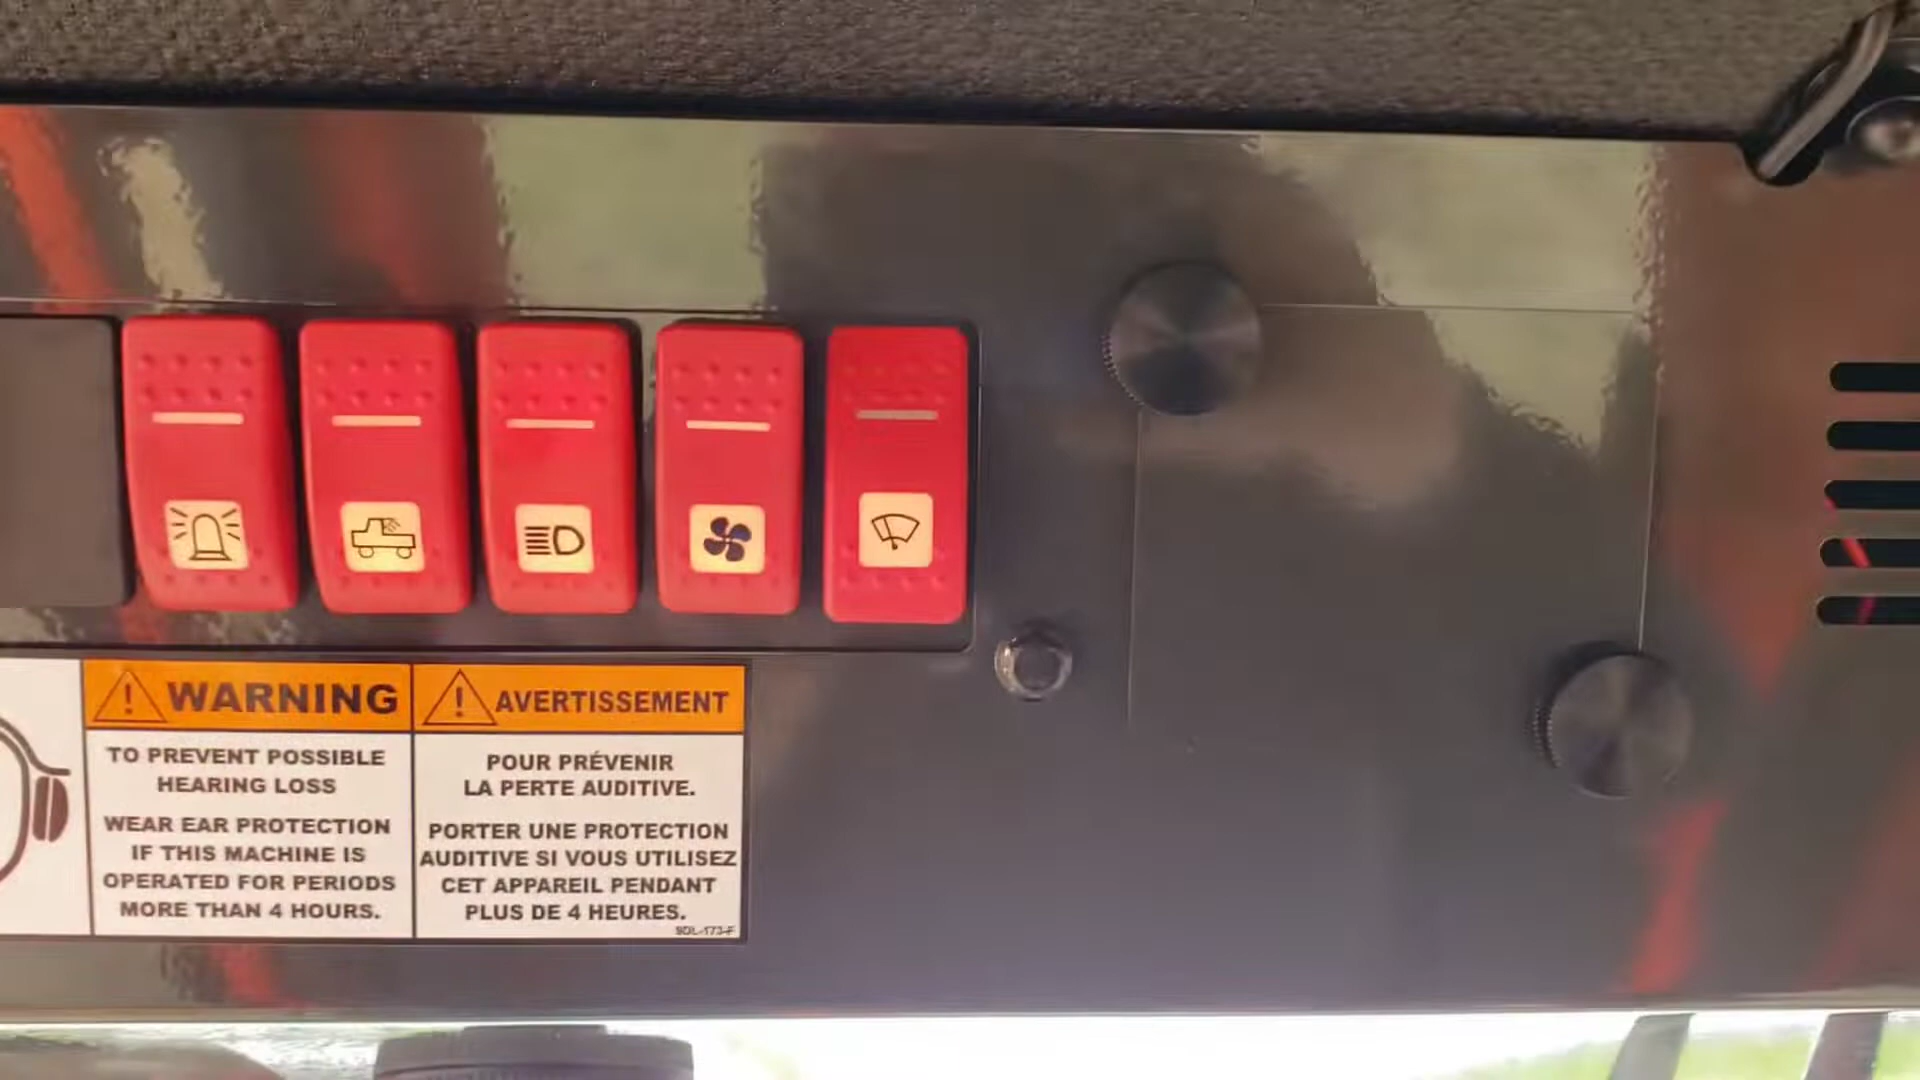 WARNING
TO PREVENT POSSIBLE
HEARING LOSS
WEAR EAR PROTECTION
IF THIS MACHINE IS
OPERATED FOR PERIODS
MORE THAN 4 HOURS.
AVERTISSEMENT
POUR PRÉVENIR
LA PERTE AUDITIVE.
PORTER UNE PROTECTION
AUDITIVE SI VOUS UTILISEZ
CET APPAREIL PENDANT
PLUS DE 4 HEURES.